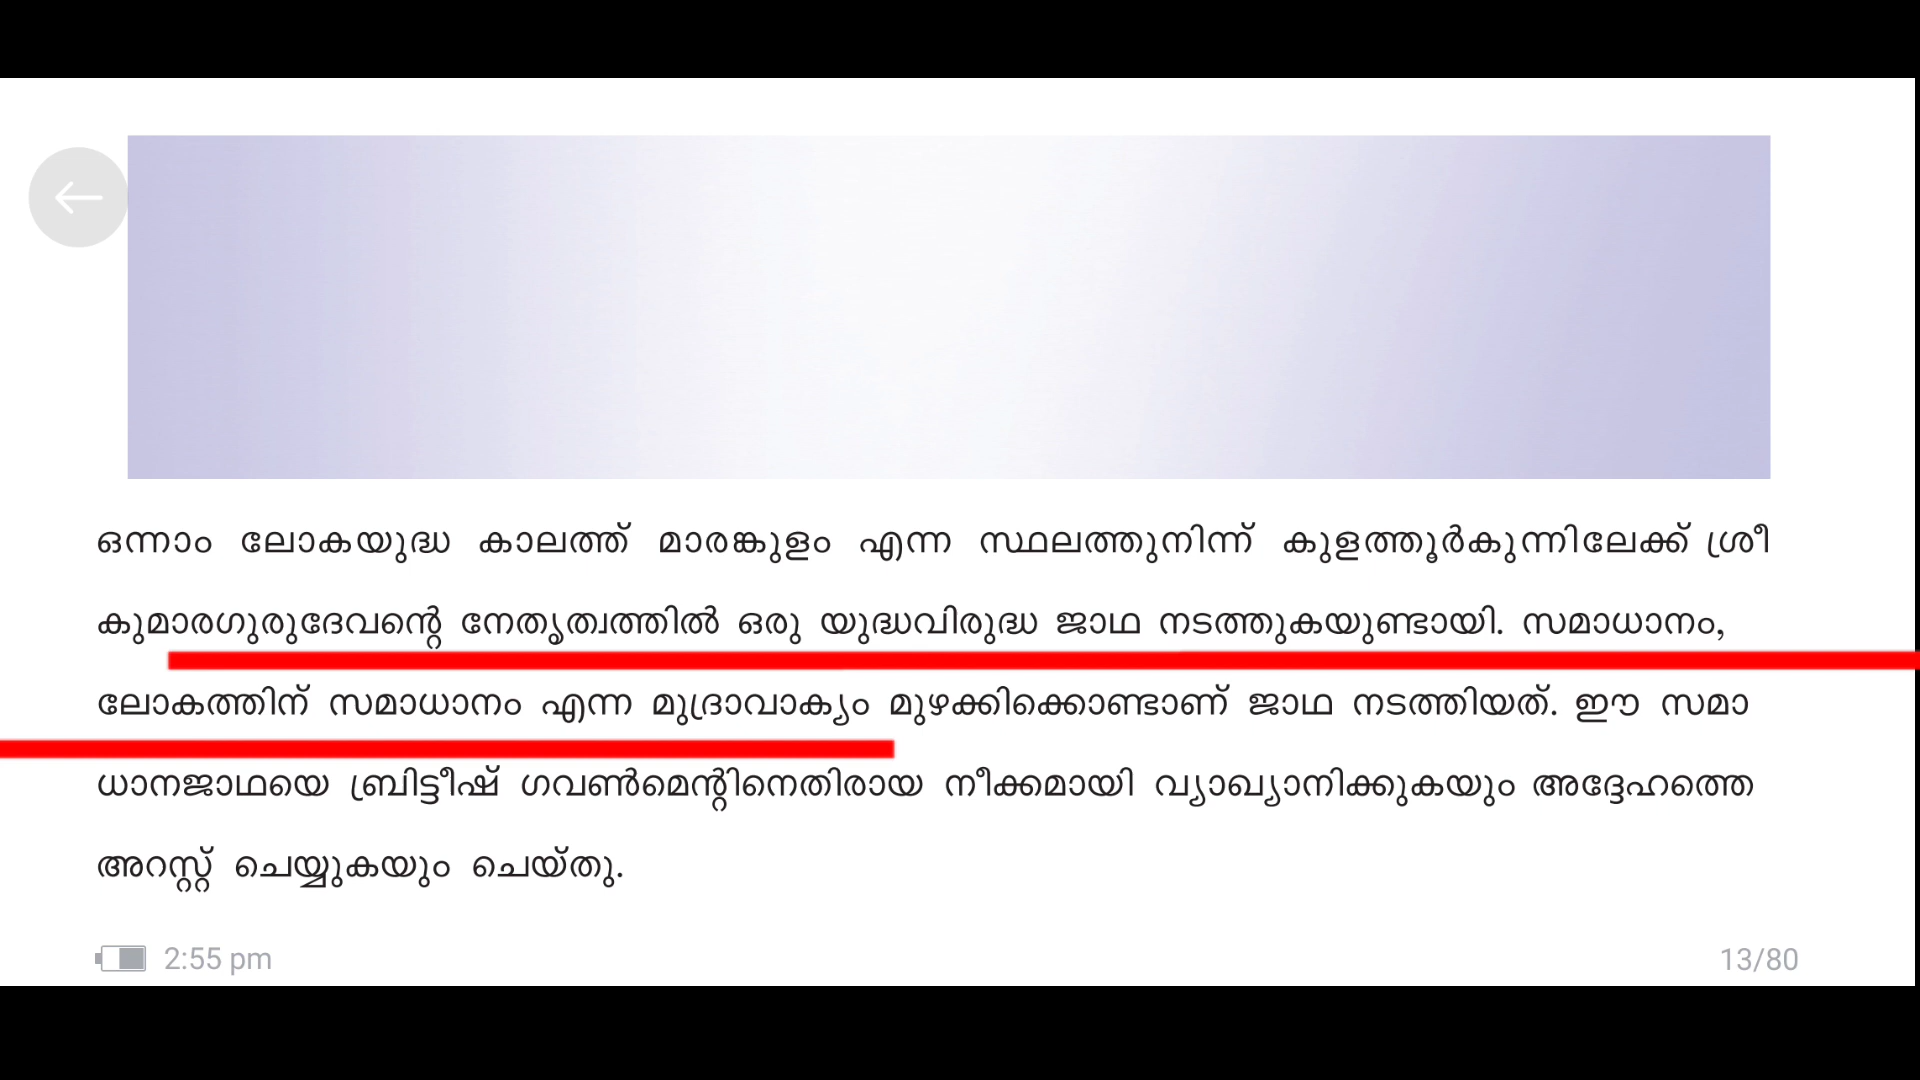 ഒന്നാം ലോകയുദ്ധ കാലത്ത് മാരങ്കുളം എന്ന സ്ഥലത്തുനിന്ന് കുളത്തൂർകുന്നിലേക്ക് ശ്രീ
കുമാരഗുരുദേവന്റെ നേതൃത്വത്തിൽ ഒരു യുദ്ധവിരുദ്ധ ജാഥ നടത്തുകയുണ്ടായി. സമാധാനം,
ലോകത്തിന് സമാധാനം എന്ന മുദ്രാവാക്യം മുഴക്കിക്കൊണ്ടാണ് ജാഥ നടത്തിയത്. ഈ സമാ
ധാനജാഥയെ ബ്രിട്ടീഷ് ഗവൺമെന്റിനെതിരായ നീക്കമായി വ്യാഖ്യാനിക്കുകയും അദ്ദേഹത്തെ
അറസ്റ്റ് ചെയ്യുകയും ചെയ്തു.
2:55 pm
13/80